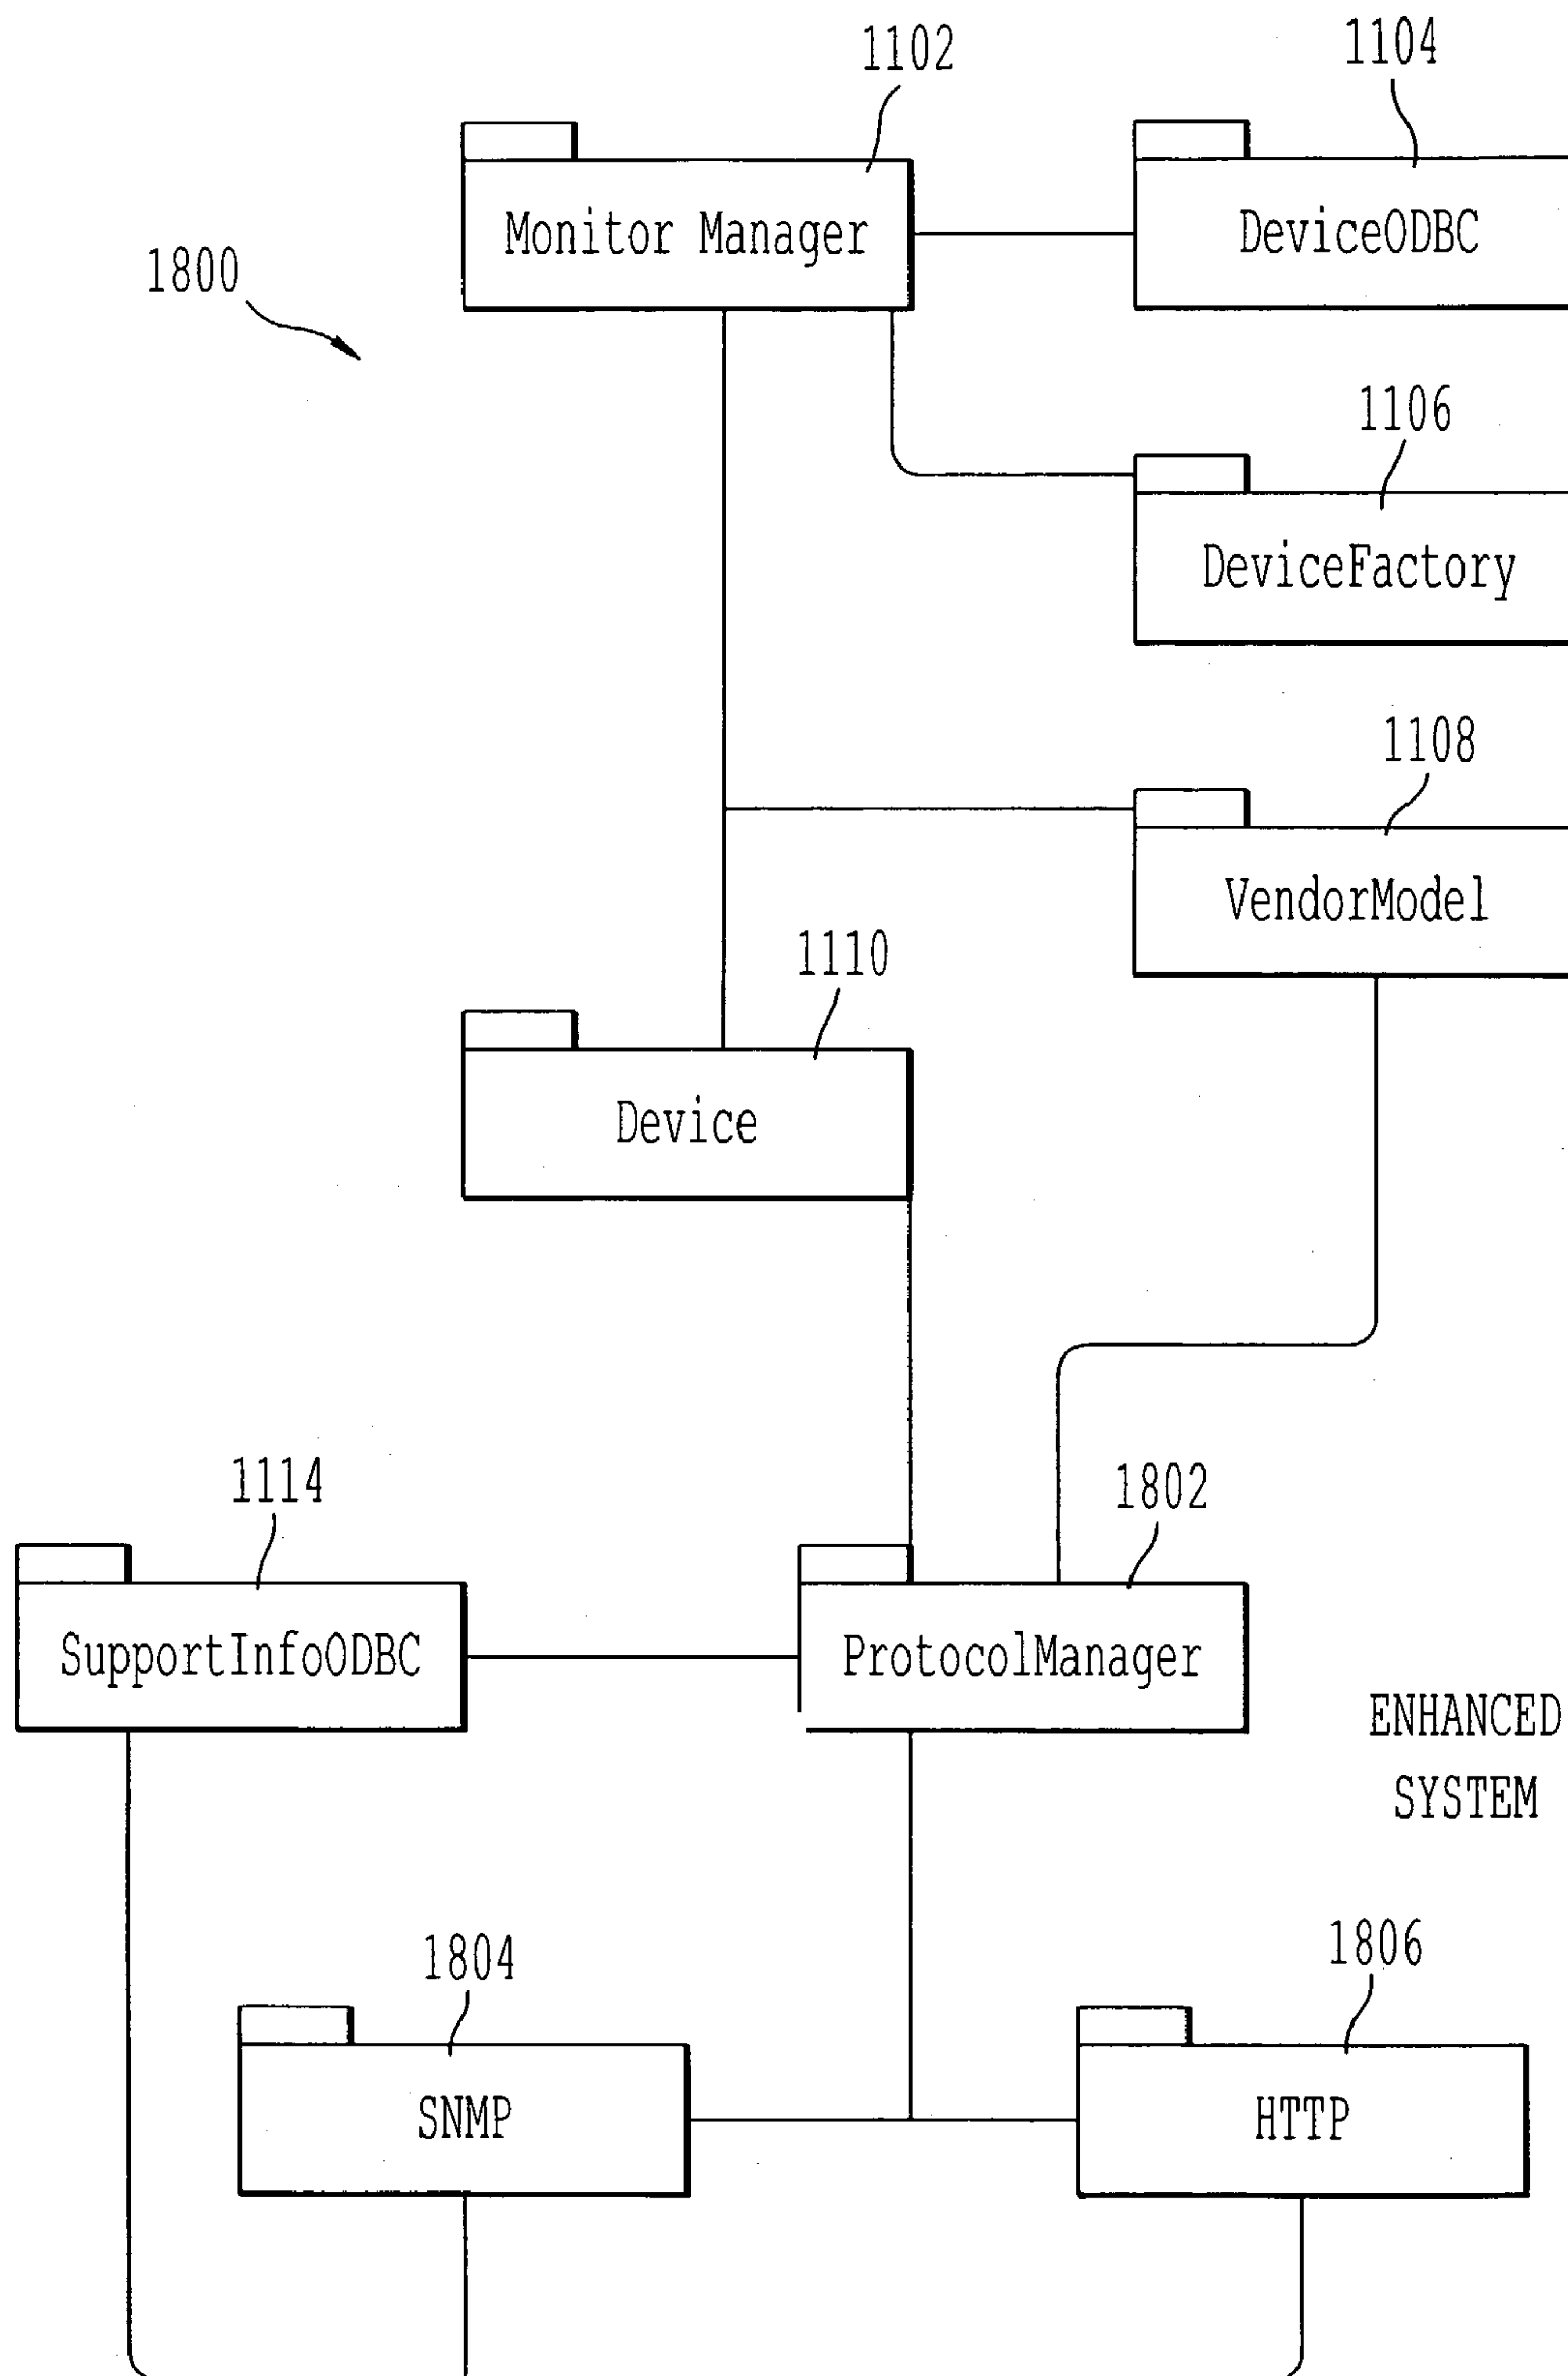 1102
1104
Monitor Manager
DeviceODBC
1800
1106
DeviceFactory
1108
VendorModel
1110
Device
1114
1802
SupportInfoODBC
ProtocolManager
ENHANCED
SYSTEM
1804
1806
SNMP
HTTP